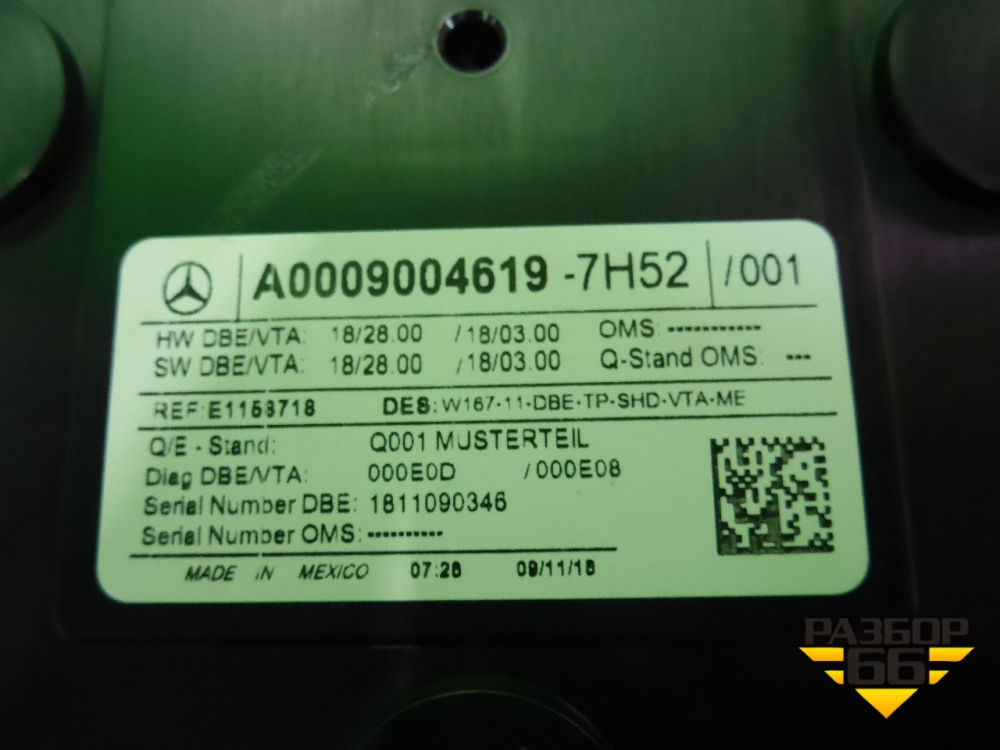 A0009004619 -7H52 /001
HW DBE/VTA: 18/28.00 /18/03.00 OMS: -----------
SW DBE/VTA: 18/28.00 /18/03.00 Q-Stand OMS: ---
REF:E1158718 DES: W167-11-DBE-TP-SHD-VTA-ME
Q/E - Stand: Q001 MUSTERTEIL
Diag DBE/VTA: 000E0D /000E08
Serial Number DBE: 1811090346
Serial Number OMS: ----------
MADE IN MEXICO 07:26 09/11/18
РАЗБОР
66